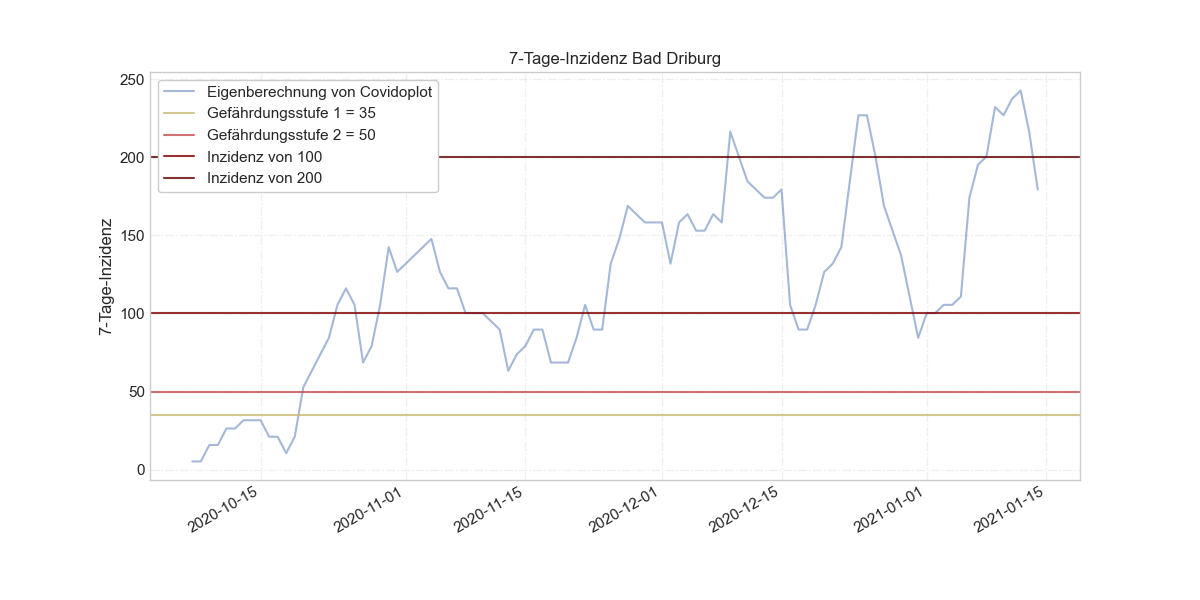 7-Tage-Inzidenz Bad Driburg
Eigenberechnung von Covidoplot
Gefährdungsstufe 1 = 35
Gefährdungsstufe 2 = 50
Inzidenz von 100
Inzidenz von 200
7-Tage-Inzidenz
250
200
150
100
50
0
2020-10-15
2020-11-01
2020-11-15
2020-12-01
2020-12-15
2021-01-01
2021-01-15